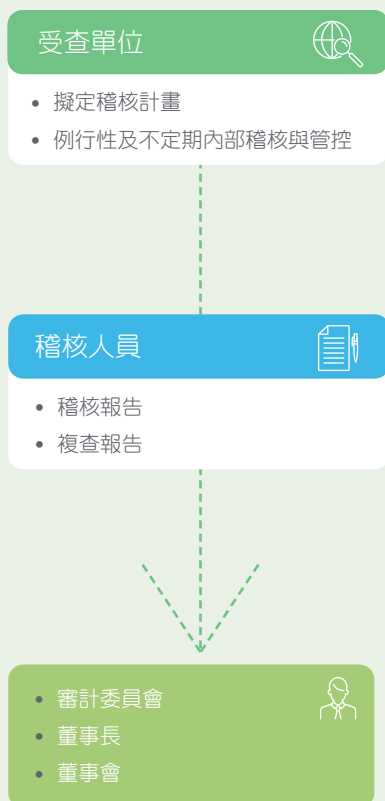 受查單位
• 擬定稽核計畫
• 例行性及不定期內部稽核與管控
稽核人員
• 稽核報告
• 複查報告
• 審計委員會
• 董事長
• 董事會